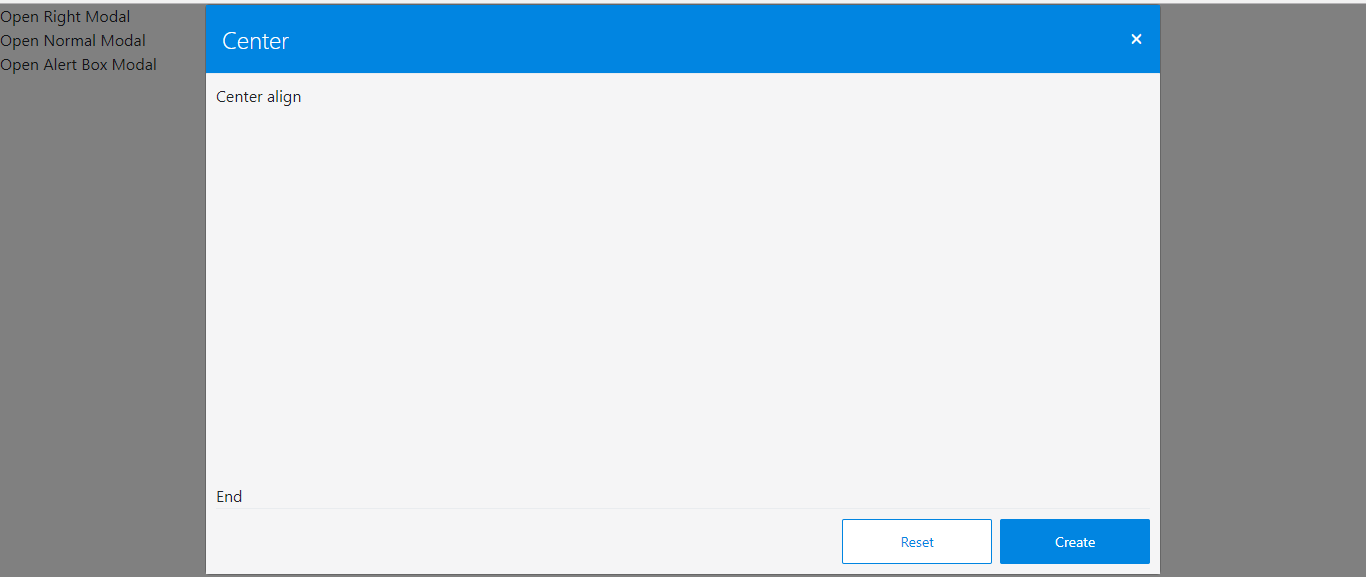 Open Right Modal
Open Normal Modal
Open Alert Box Modal
Center
×
Center align
End
Reset
Create